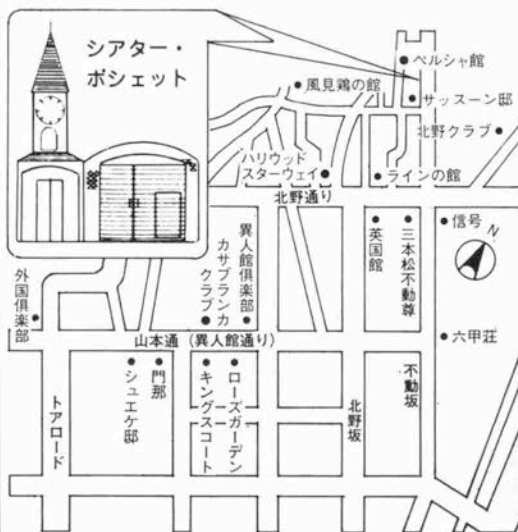 シアター・
ポシェット
ペルシャ館
風見鶏の館
サッスーン邸
北野クラブ
ハリウッド
スターウェイ
ラインの館
北野通り
信号
N
三本松不動尊
英国館
異人館倶楽部
カサブランカ
クラブ
外国倶楽部
山本通(異人館通り)
六甲荘
不動坂
北野坂
ローズガーデン
キングスコート
門那
シュエケ邸
トアロード